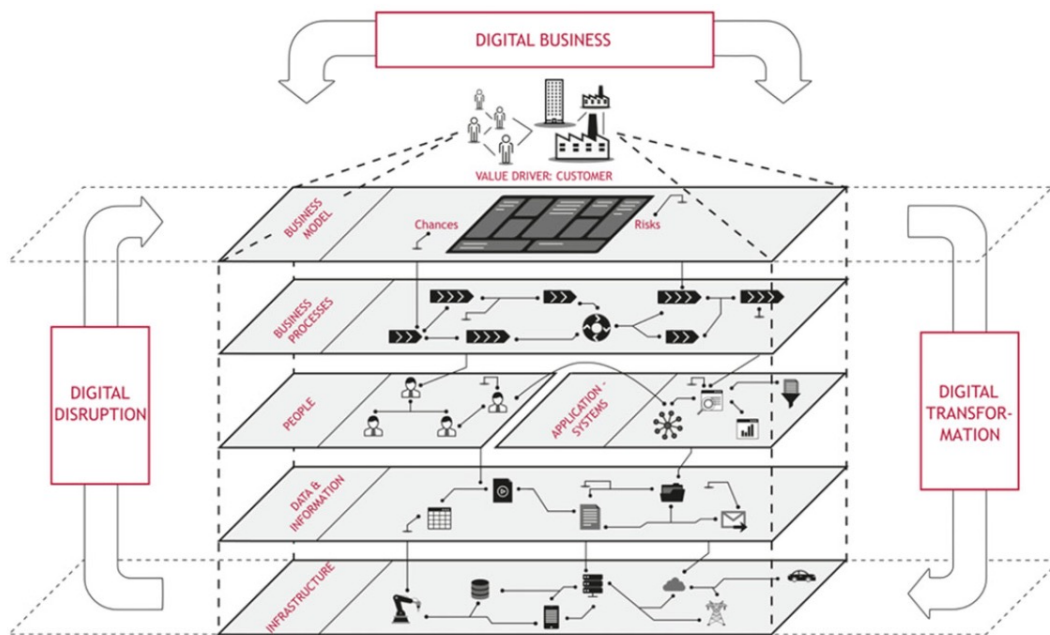 DIGITAL BUSINESS
VALUE DRIVER: CUSTOMER
BUSINESS
MODEL
Chances
Risks
BUSINESS
PROCESSES
DIGITAL
DISRUPTION
DIGITAL
TRANSFOR-
MATION
PEOPLE
APPLICATION -
SYSTEMS
DATA &
INFORMATION
INFRASTRUCTURE